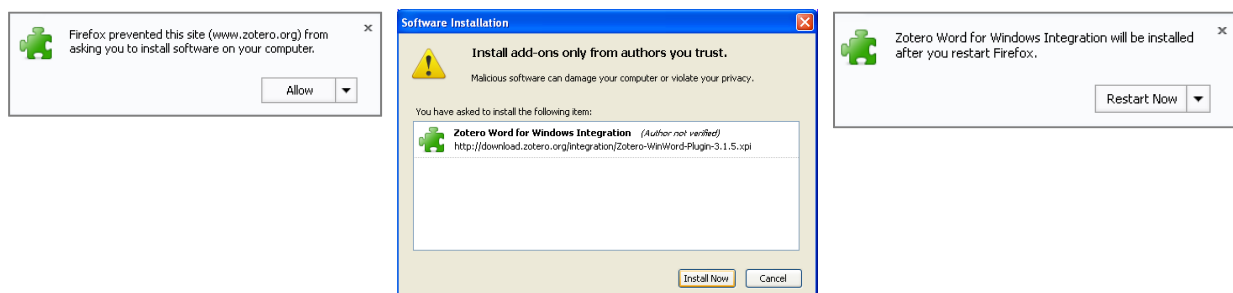 Firefox prevented this site (www.zotero.org) from
asking you to install software on your computer.
Allow
Software Installation
Install add-ons only from authors you trust.
Malicious software can damage your computer or violate your privacy.
You have asked to install the following item:
Zotero Word for Windows Integration (Author not verified)
http://download.zotero.org/integration/Zotero-WinWord-Plugin-3.1.5.xpi
Install Now Cancel
Zotero Word for Windows Integration will be installed
after you restart Firefox.
Restart Now